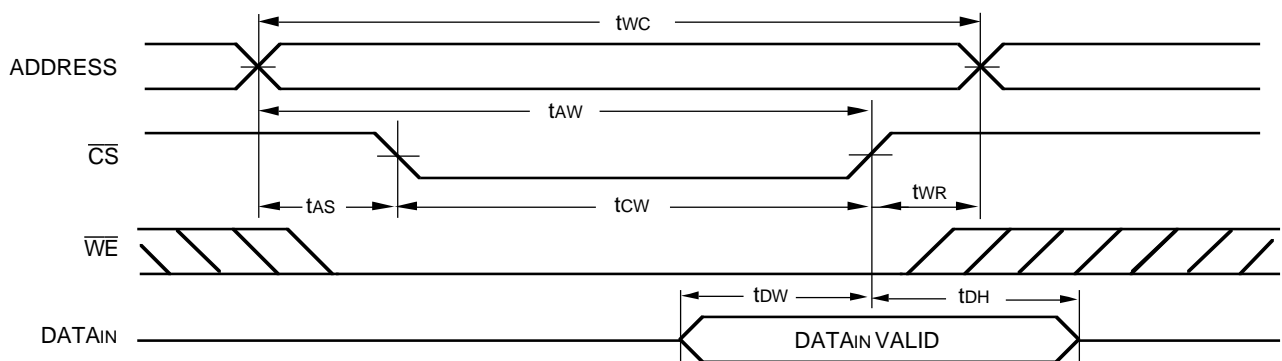 tWC
ADDRESS
tAW
CS
tAS
tCW
tWR
WE
tDW
tDH
DATAIN
DATAIN VALID